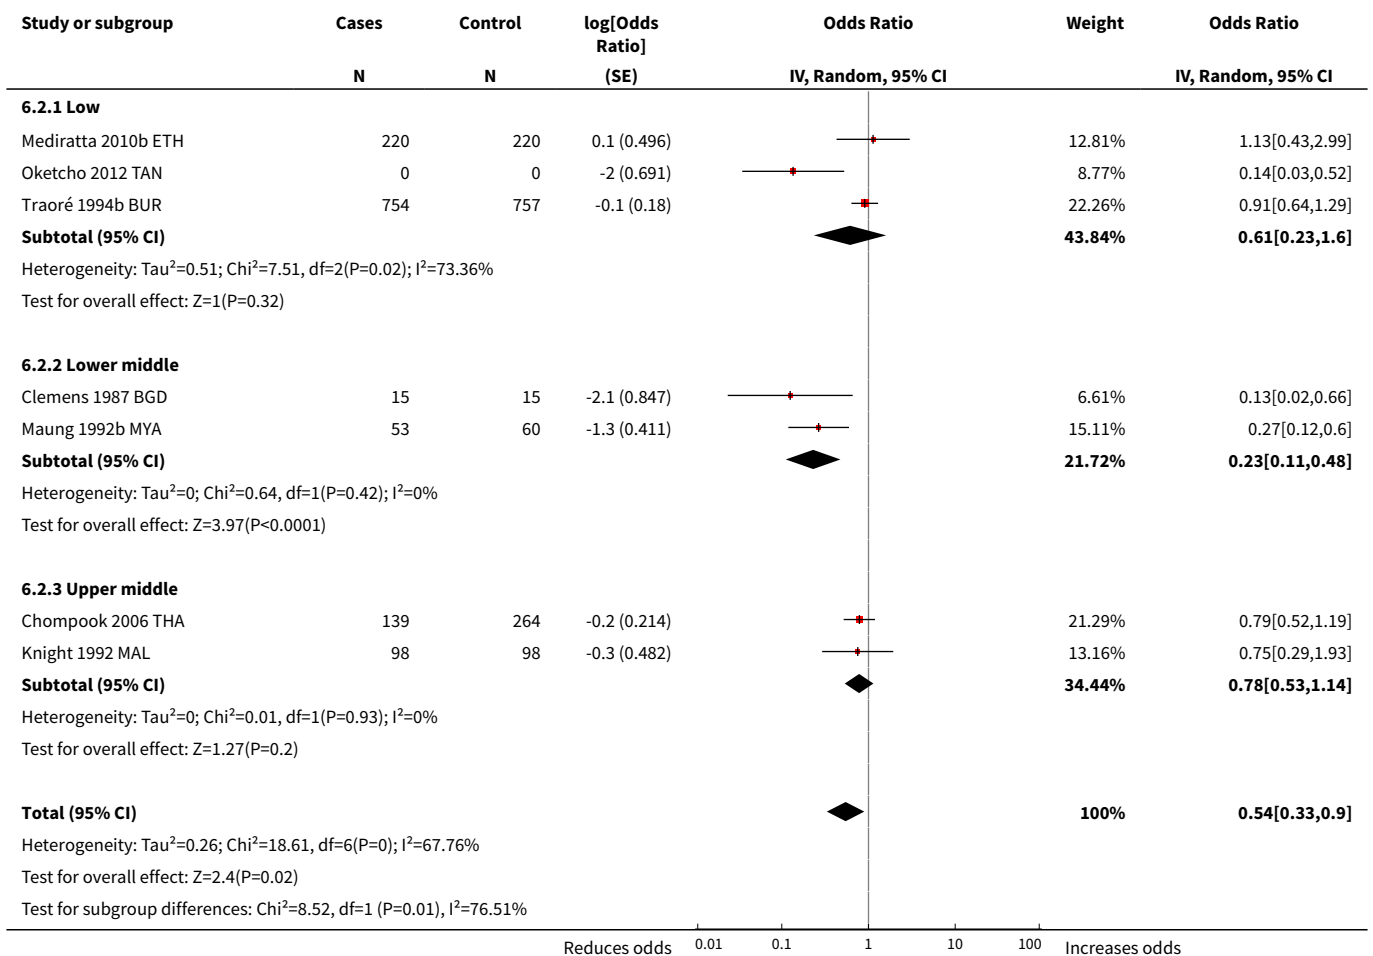 Study or subgroup Cases Control log[Odds Ratio] Odds Ratio Weight Odds Ratio
N N (SE) IV, Random, 95% CI IV, Random, 95% CI
6.2.1 Low
Mediratta 2010b ETH 220 220 0.1 (0.496) 12.81% 1.13[0.43,2.99]
Oketcho 2012 TAN 0 0 -2 (0.691) 8.77% 0.14[0.03,0.52]
Traoré 1994b BUR 754 757 -0.1 (0.18) 22.26% 0.91[0.64,1.29]
Subtotal (95% CI) 43.84% 0.61[0.23,1.6]
Heterogeneity: Tau²=0.51; Chi²=7.51, df=2(P=0.02); I²=73.36%
Test for overall effect: Z=1(P=0.32)
6.2.2 Lower middle
Clemens 1987 BGD 15 15 -2.1 (0.847) 6.61% 0.13[0.02,0.66]
Maung 1992b MYA 53 60 -1.3 (0.411) 15.11% 0.27[0.12,0.6]
Subtotal (95% CI) 21.72% 0.23[0.11,0.48]
Heterogeneity: Tau²=0; Chi²=0.64, df=1(P=0.42); I²=0%
Test for overall effect: Z=3.97(P<0.0001)
6.2.3 Upper middle
Chompook 2006 THA 139 264 -0.2 (0.214) 21.29% 0.79[0.52,1.19]
Knight 1992 MAL 98 98 -0.3 (0.482) 13.16% 0.75[0.29,1.93]
Subtotal (95% CI) 34.44% 0.78[0.53,1.14]
Heterogeneity: Tau²=0; Chi²=0.01, df=1(P=0.93); I²=0%
Test for overall effect: Z=1.27(P=0.2)
Total (95% CI) 100% 0.54[0.33,0.9]
Heterogeneity: Tau²=0.26; Chi²=18.61, df=6(P=0); I²=67.76%
Test for overall effect: Z=2.4(P=0.02)
Test for subgroup differences: Chi²=8.52, df=1 (P=0.01), I²=76.51%
Reduces odds 0.01 0.1 1 10 100 Increases odds